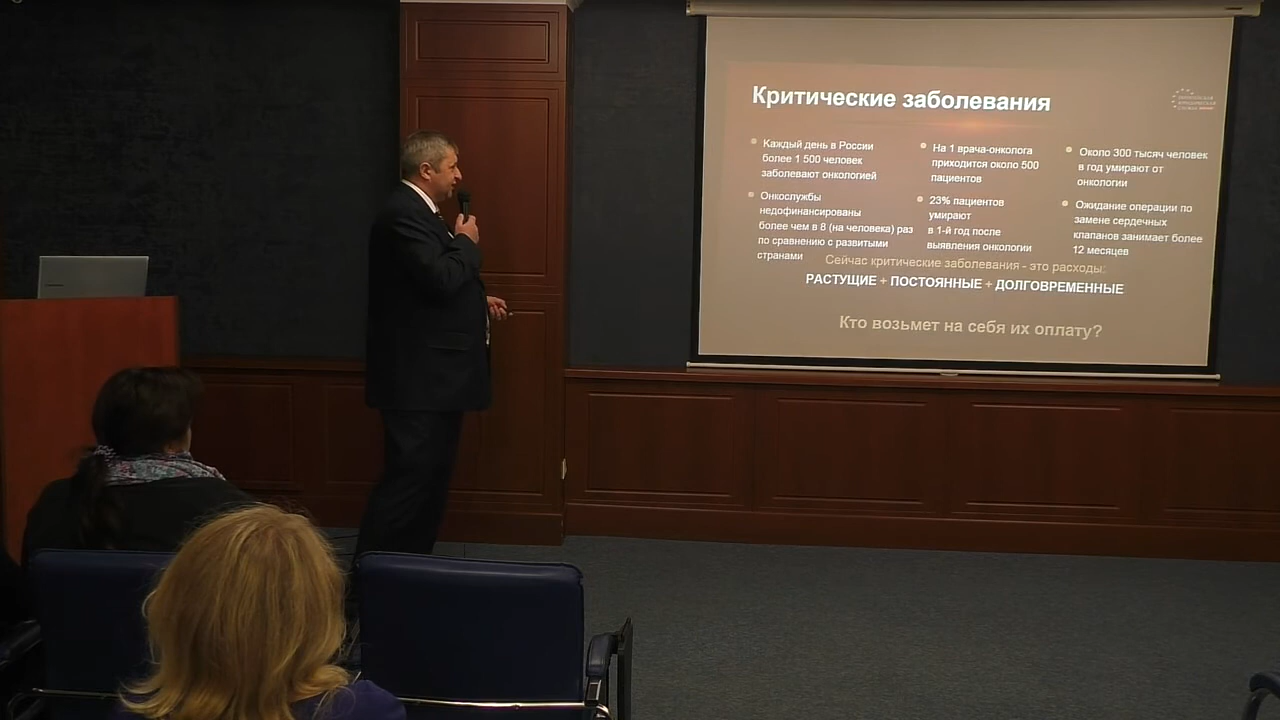 Критические заболевания
ЕВРОПЕЙСКАЯ
ЮРИДИЧЕСКАЯ
СЛУЖБА
Каждый день в России
более 1 500 человек
заболевают онкологией
На 1 врача-онколога
приходится около 500
пациентов
Около 300 тысяч человек
в год умирают от
онкологии
Онкослужбы
недофинансированы
более чем в 8 (на человека) раз
по сравнению с развитыми
странами
23% пациентов
умирают
в 1-й год после
выявления онкологии
Ожидание операции по
замене сердечных
клапанов занимает более
12 месяцев
Сейчас критические заболевания - это расходы:
РАСТУЩИЕ + ПОСТОЯННЫЕ + ДОЛГОВРЕМЕННЫЕ
Кто возьмет на себя их оплату?